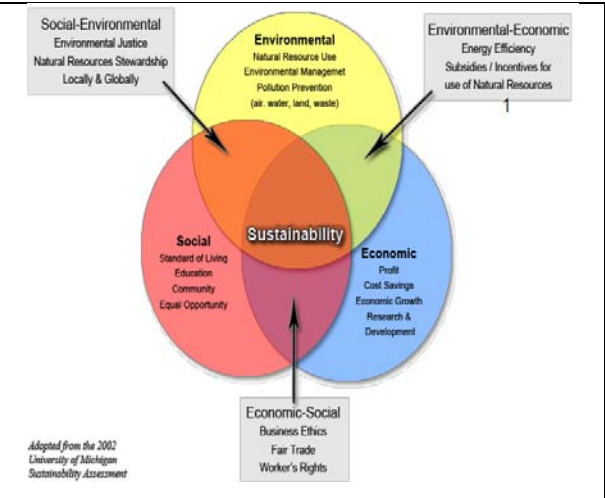 Social-Environmental
Environmental Justice
Natural Resources Stewardship
Locally & Globally
Environmental
Natural Resource Use
Environmental Managemet
Pollution Prevention
(air. water, land, waste)
Environmental-Economic
Energy Efficiency
Subsidies / Incentives for
use of Natural Resources
1
Sustainability
Social
Standard of Living
Education
Community
Equal Opportunity
Economic
Profit
Cost Savings
Economic Growth
Research &
Development
Economic-Social
Business Ethics
Fair Trade
Worker's Rights
Adopted from the 2002
University of Michigan
Sustainability Assessment